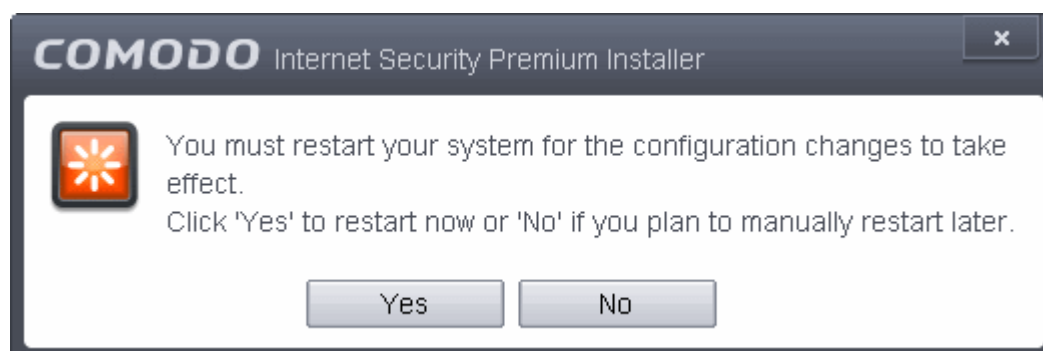 COMODO Internet Security Premium Installer
x
You must restart your system for the configuration changes to take
effect.
Click 'Yes' to restart now or 'No' if you plan to manually restart later.
Yes No